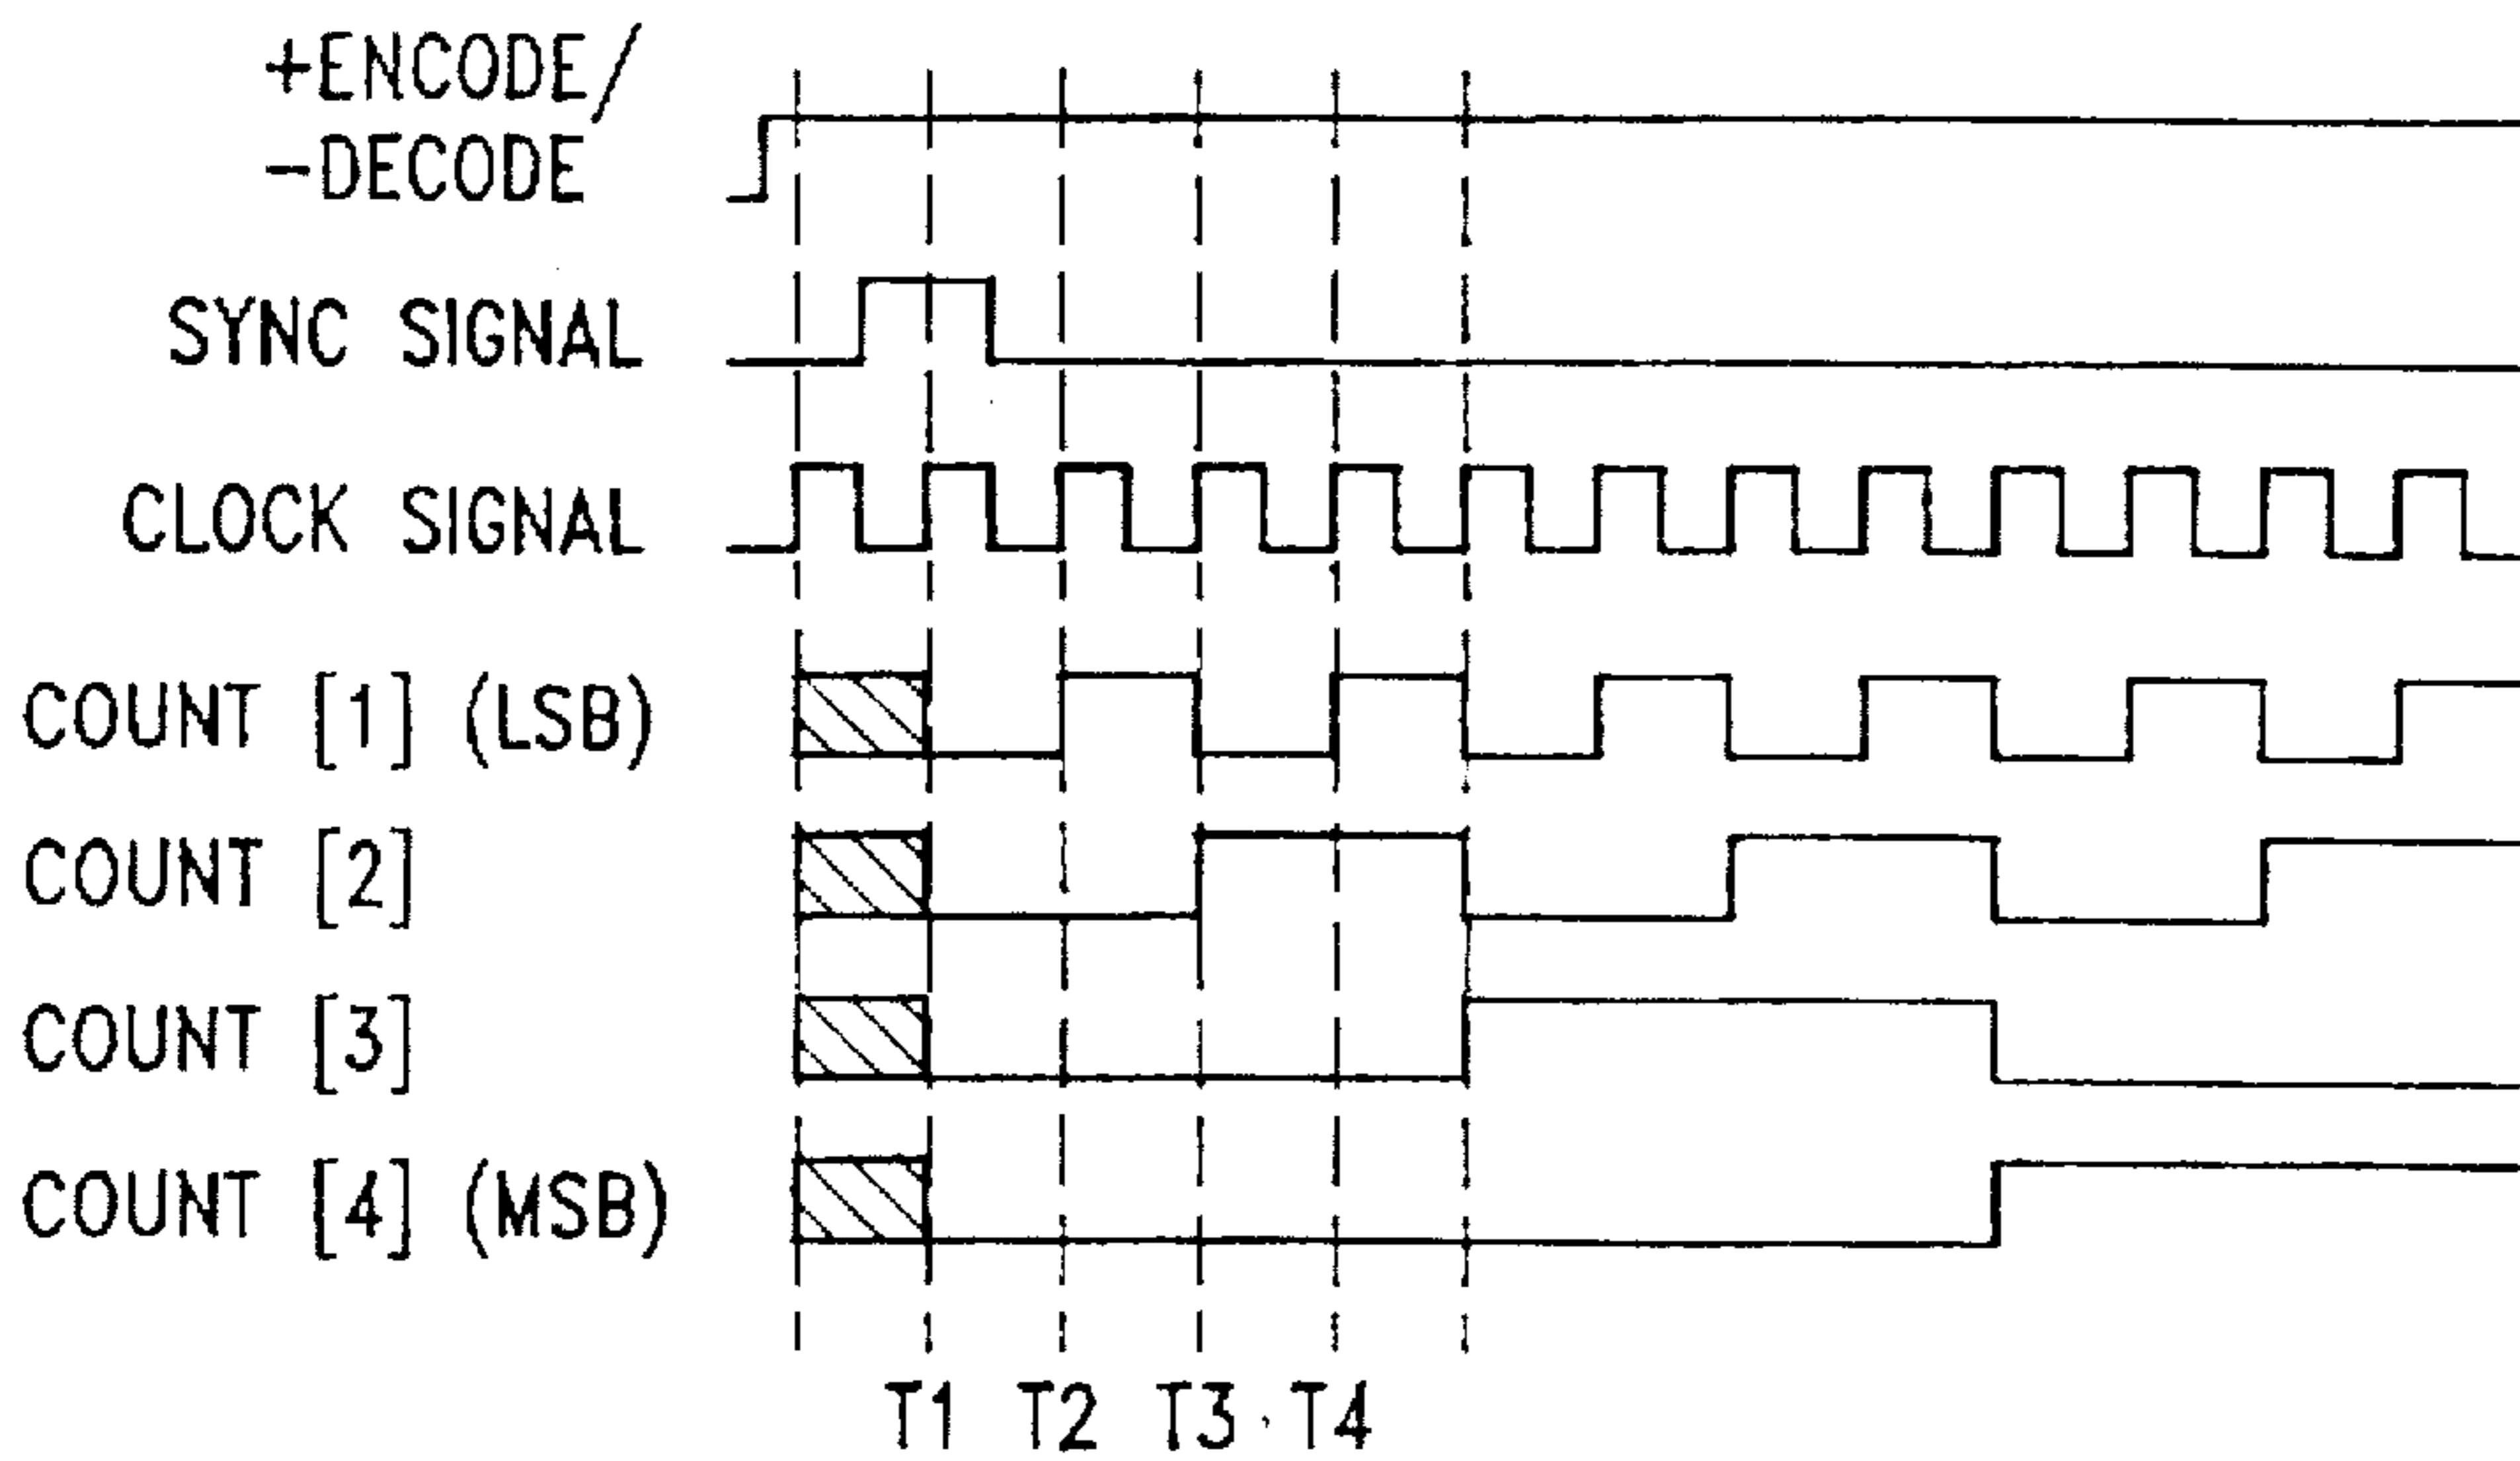 +ENCODE/
-DECODE
SYNC SIGNAL
CLOCK SIGNAL
COUNT [1] (LSB)
COUNT [2]
COUNT [3]
COUNT [4] (MSB)
T1 T2 T3 T4